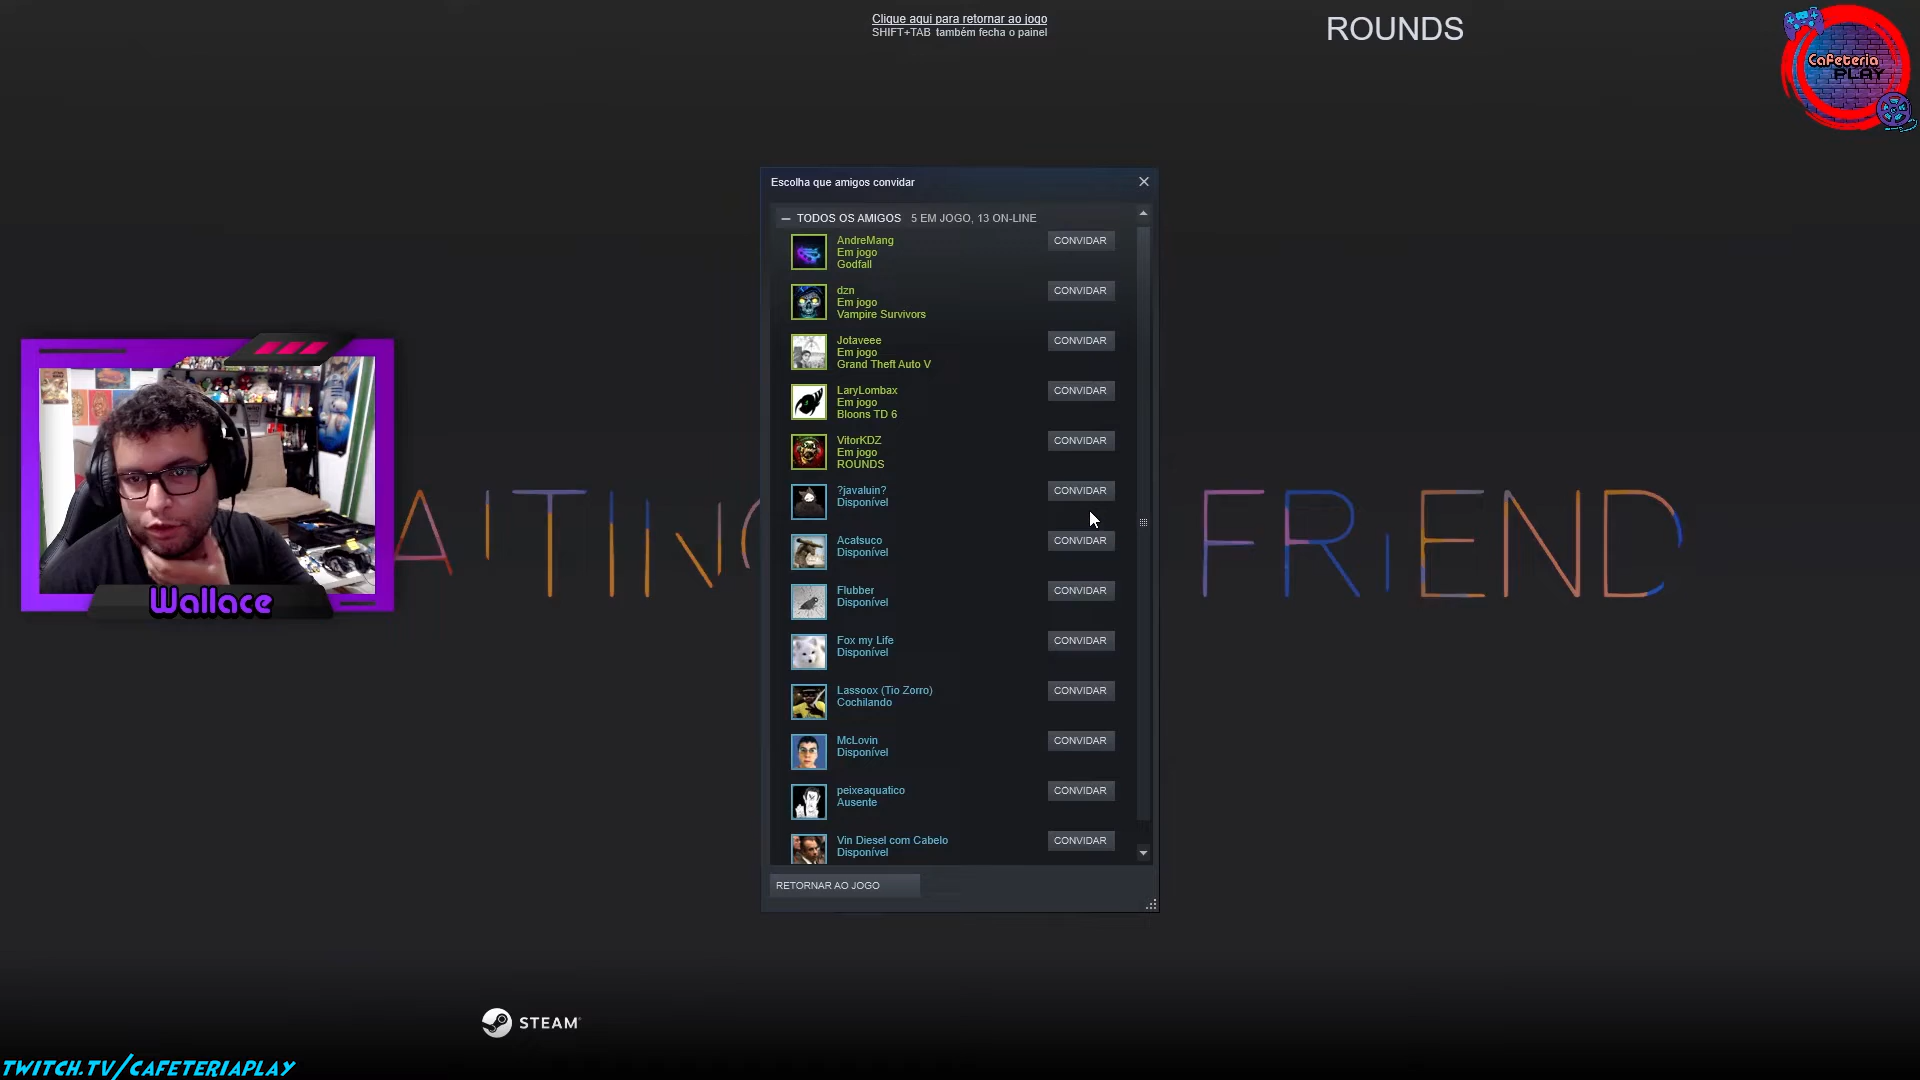 Clique aqui para retornar ao jogo
SHIFT+TAB também fecha o painel
ROUNDS
Cafeteria
PLAY
Escolha que amigos convidar
TODOS OS AMIGOS 5 EM JOGO, 13 ON-LINE
AndreMang
Em jogo
Godfall
CONVIDAR
dzn
Em jogo
Vampire Survivors
CONVIDAR
Jotaveee
Em jogo
Grand Theft Auto V
CONVIDAR
LaryLombax
Em jogo
Bloons TD 6
CONVIDAR
VitorKDZ
Em jogo
ROUNDS
CONVIDAR
?javaluin?
Disponível
CONVIDAR
Acatsuco
Disponível
CONVIDAR
Flubber
Disponível
CONVIDAR
Fox my Life
Disponível
CONVIDAR
Lassoox (Tio Zorro)
Cochilando
CONVIDAR
McLovin
Disponível
CONVIDAR
peixeaquatico
Ausente
CONVIDAR
Vin Diesel com Cabelo
Disponível
CONVIDAR
RETORNAR AO JOGO
FRIEND
Wallace
STEAM
TWITCH.TV/CAFETERIAPLAY